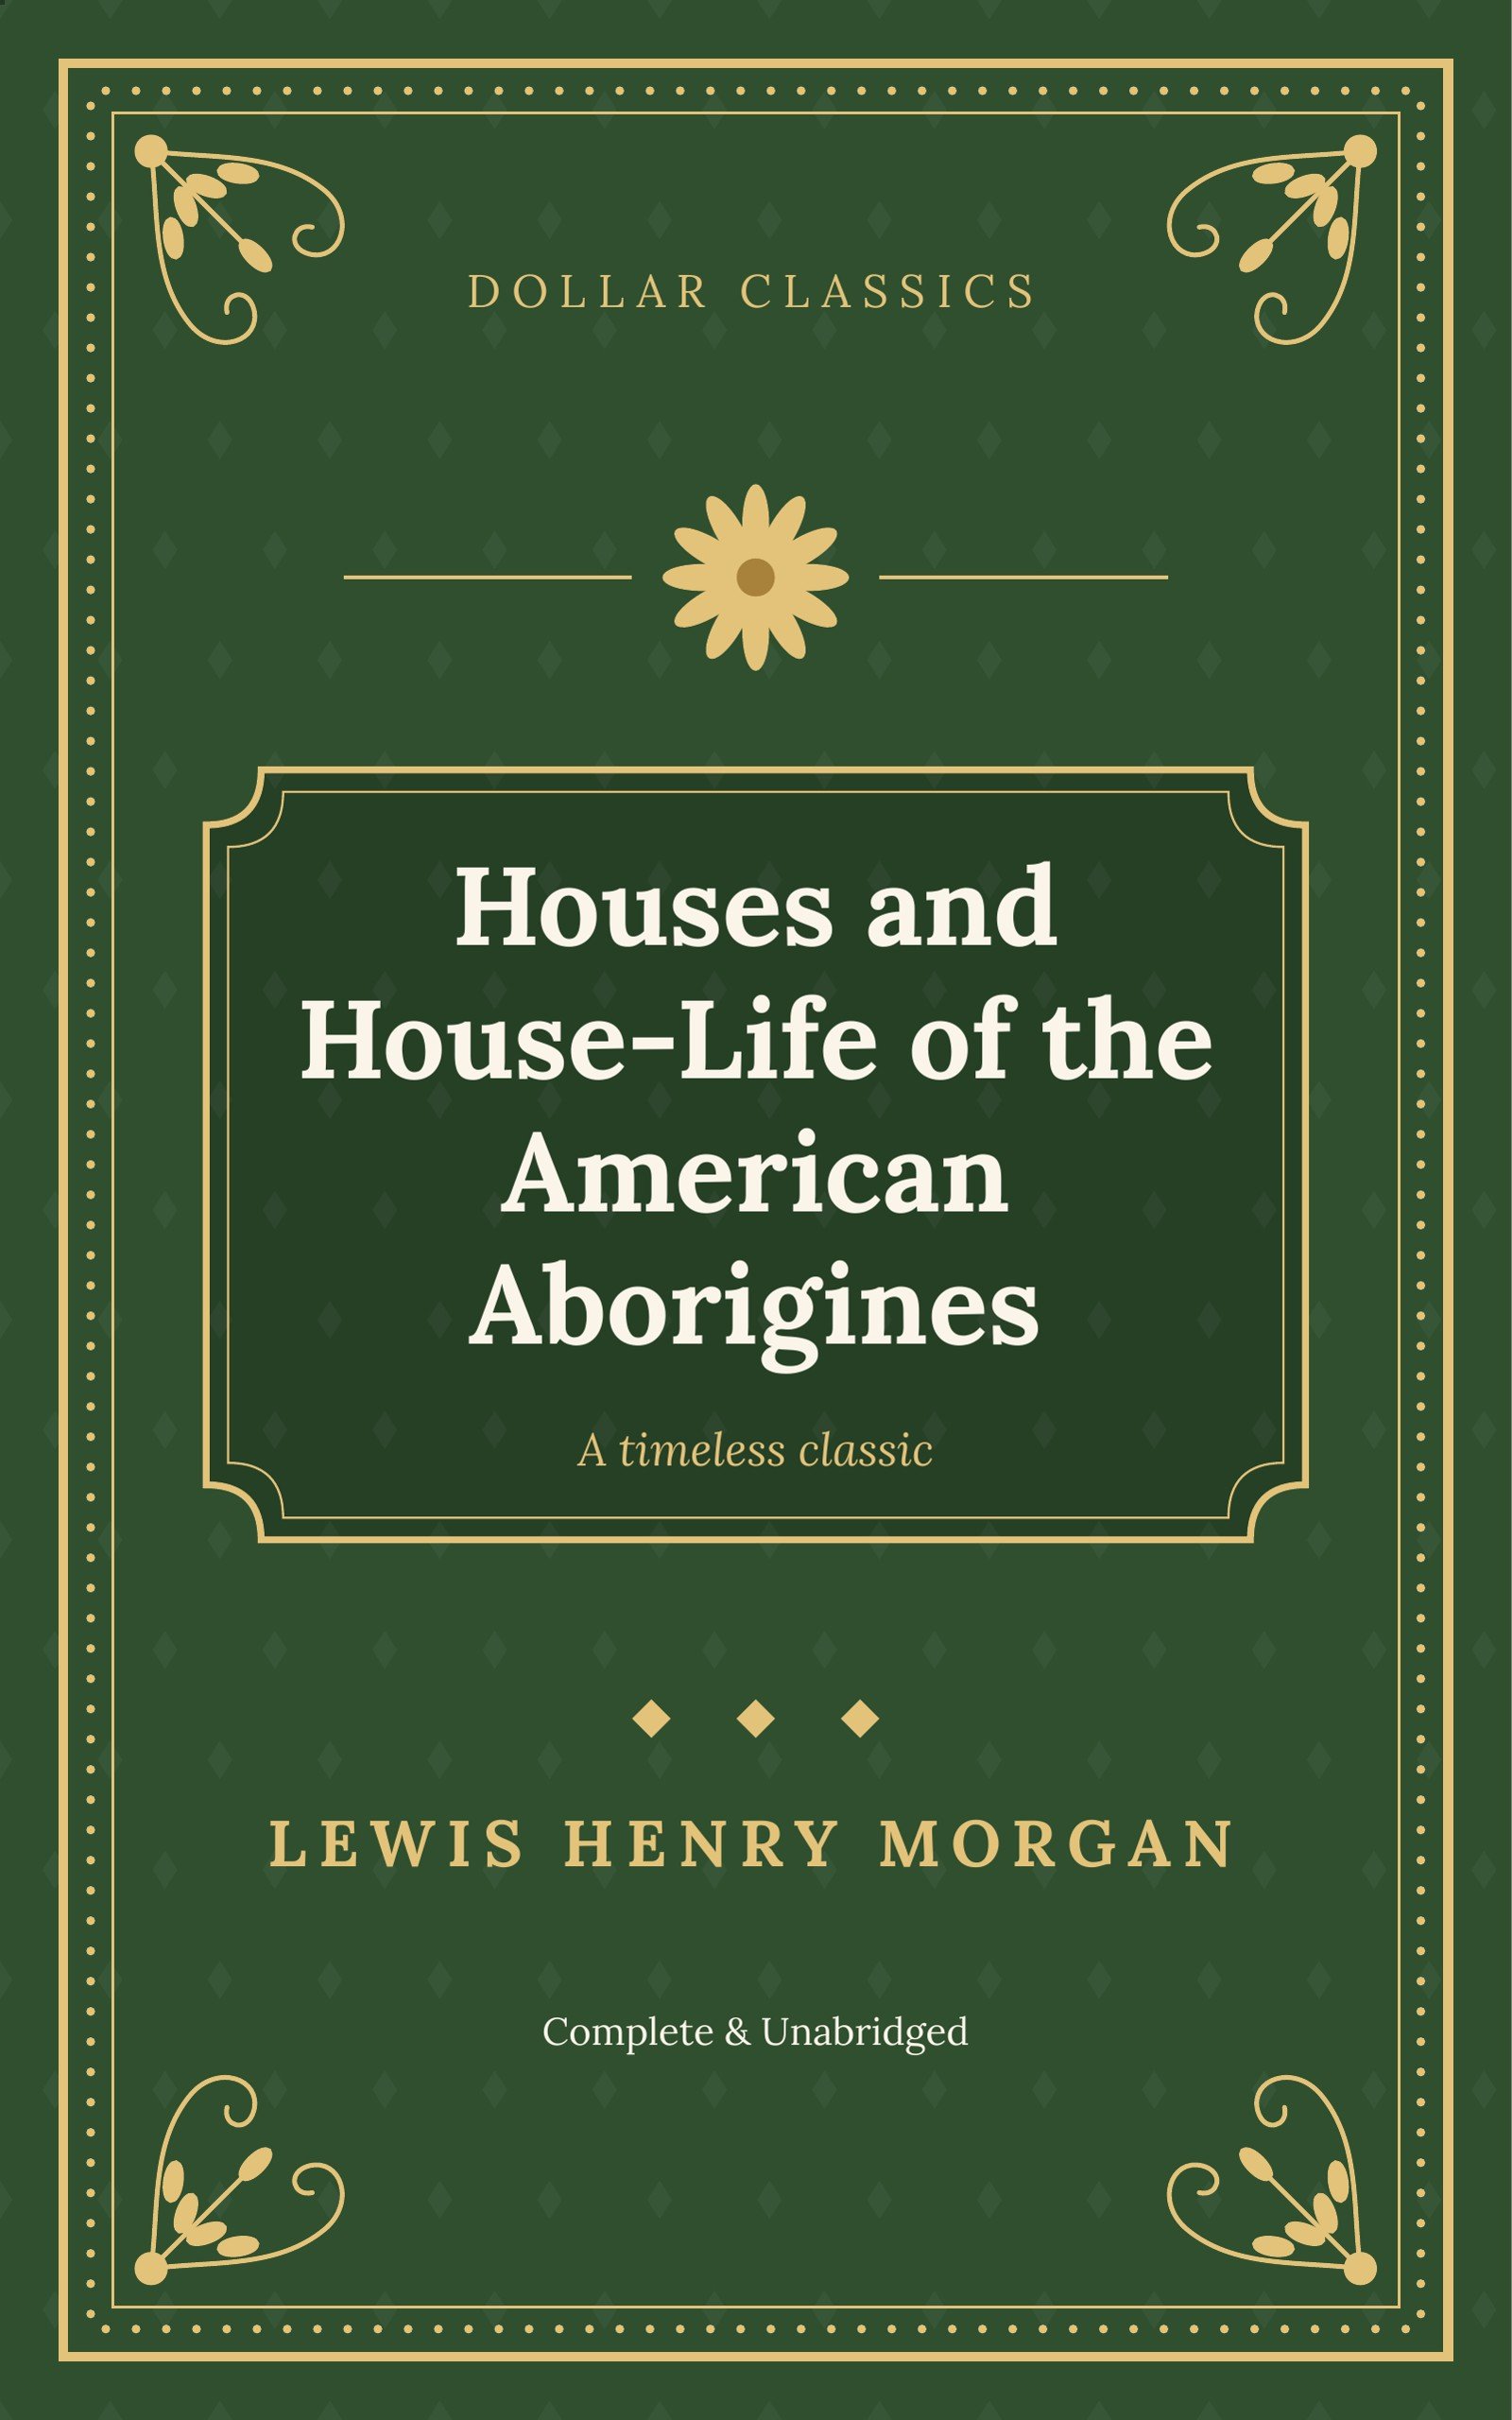 DOLLAR CLASSICS
Houses and
House-Life of the
American
Aborigines
A timeless classic
LEWIS HENRY MORGAN
Complete & Unabridged